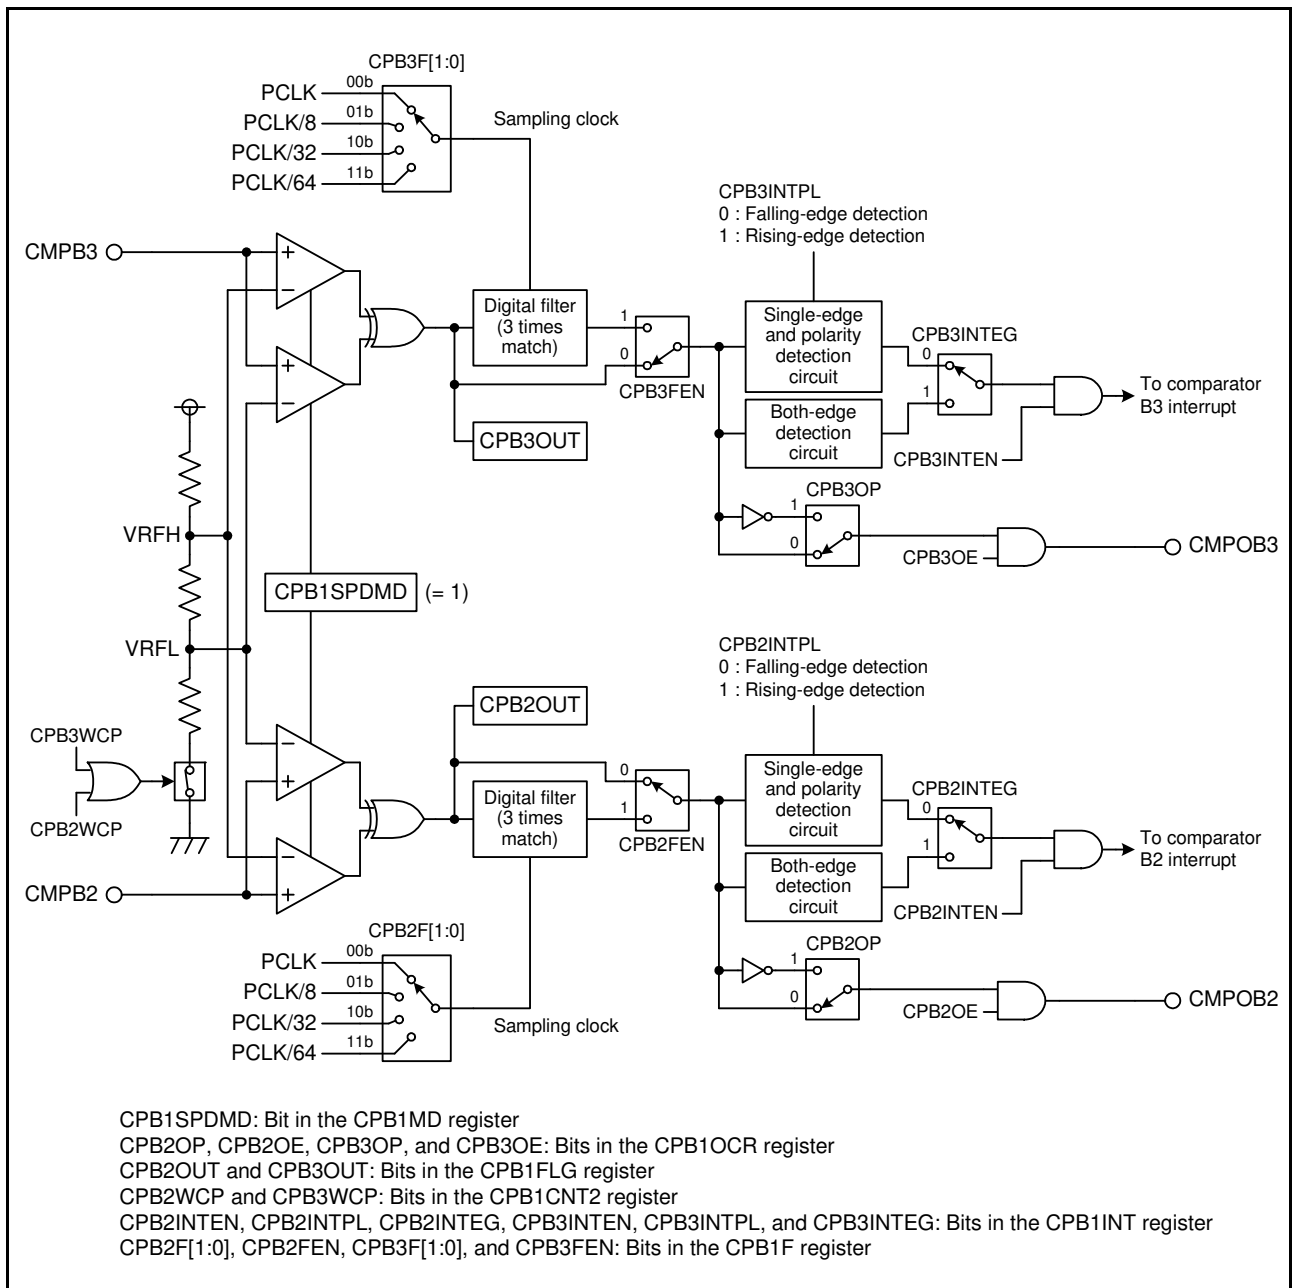 CPB3F[1:0]
PCLK 00b
PCLK/8 01b
PCLK/32 10b
PCLK/64 11b
Sampling clock
CPB3INTPL
0 : Falling-edge detection
1 : Rising-edge detection
CMPB3
+
−
+
−
Digital filter
(3 times
match)
1
0
CPB3FEN
CPB3OUT
Single-edge
and polarity
detection
circuit
Both-edge
detection
circuit
CPB3INTEG
0
1
CPB3INTEN
To comparator
B3 interrupt
CPB3OP
1
0
CPB3OE
CMPOB3
VRFH
CPB1SPDMD (= 1)
VRFL
CPB3WCP
CPB2WCP
CPB2INTPL
0 : Falling-edge detection
1 : Rising-edge detection
CPB2OUT
−
+
−
+
CMPB2
Digital filter
(3 times
match)
0
1
CPB2FEN
Single-edge
and polarity
detection
circuit
Both-edge
detection
circuit
CPB2INTEG
0
1
CPB2INTEN
To comparator
B2 interrupt
CPB2OP
1
0
CPB2OE
CMPOB2
CPB2F[1:0]
PCLK 00b
PCLK/8 01b
PCLK/32 10b
PCLK/64 11b
Sampling clock
CPB1SPDMD: Bit in the CPB1MD register
CPB2OP, CPB2OE, CPB3OP, and CPB3OE: Bits in the CPB1OCR register
CPB2OUT and CPB3OUT: Bits in the CPB1FLG register
CPB2WCP and CPB3WCP: Bits in the CPB1CNT2 register
CPB2INTEN, CPB2INTPL, CPB2INTEG, CPB3INTEN, CPB3INTPL, and CPB3INTEG: Bits in the CPB1INT register
CPB2F[1:0], CPB2FEN, CPB3F[1:0], and CPB3FEN: Bits in the CPB1F register